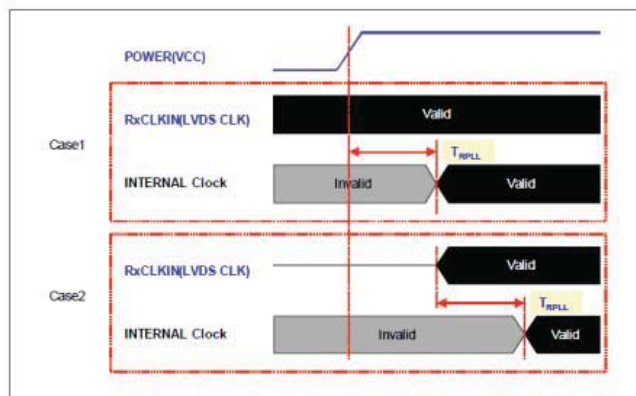 POWER(VCC)
Case1
RxCLKIN(LVDS CLK)
Valid
TRPLL
INTERNAL Clock
Invalid
Valid
Case2
RxCLKIN(LVDS CLK)
Valid
TRPLL
INTERNAL Clock
Invalid
Valid